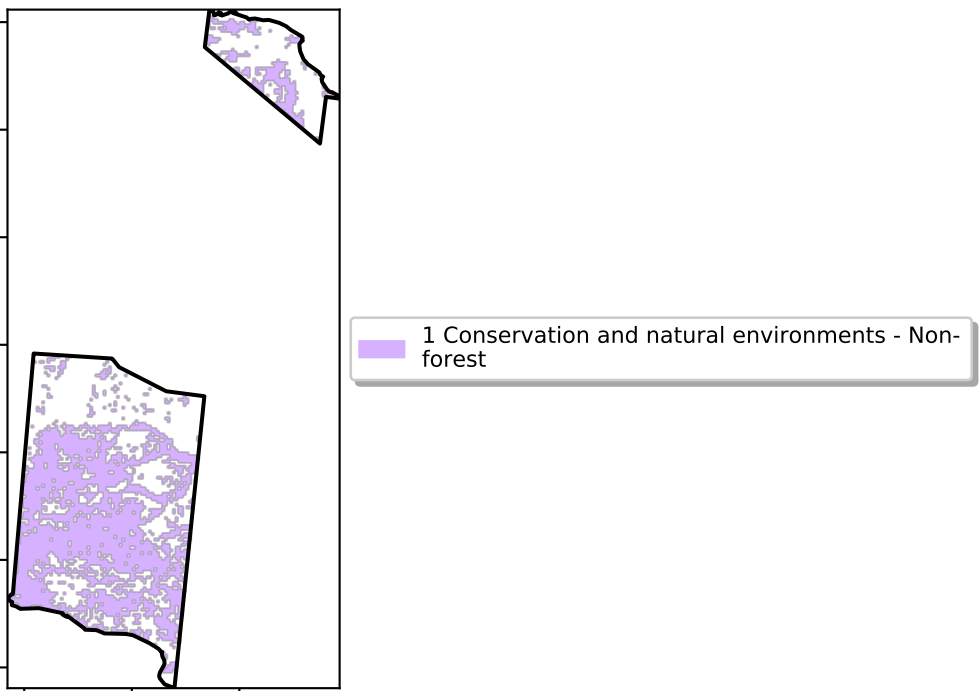 1 Conservation and natural environments - Non-
forest